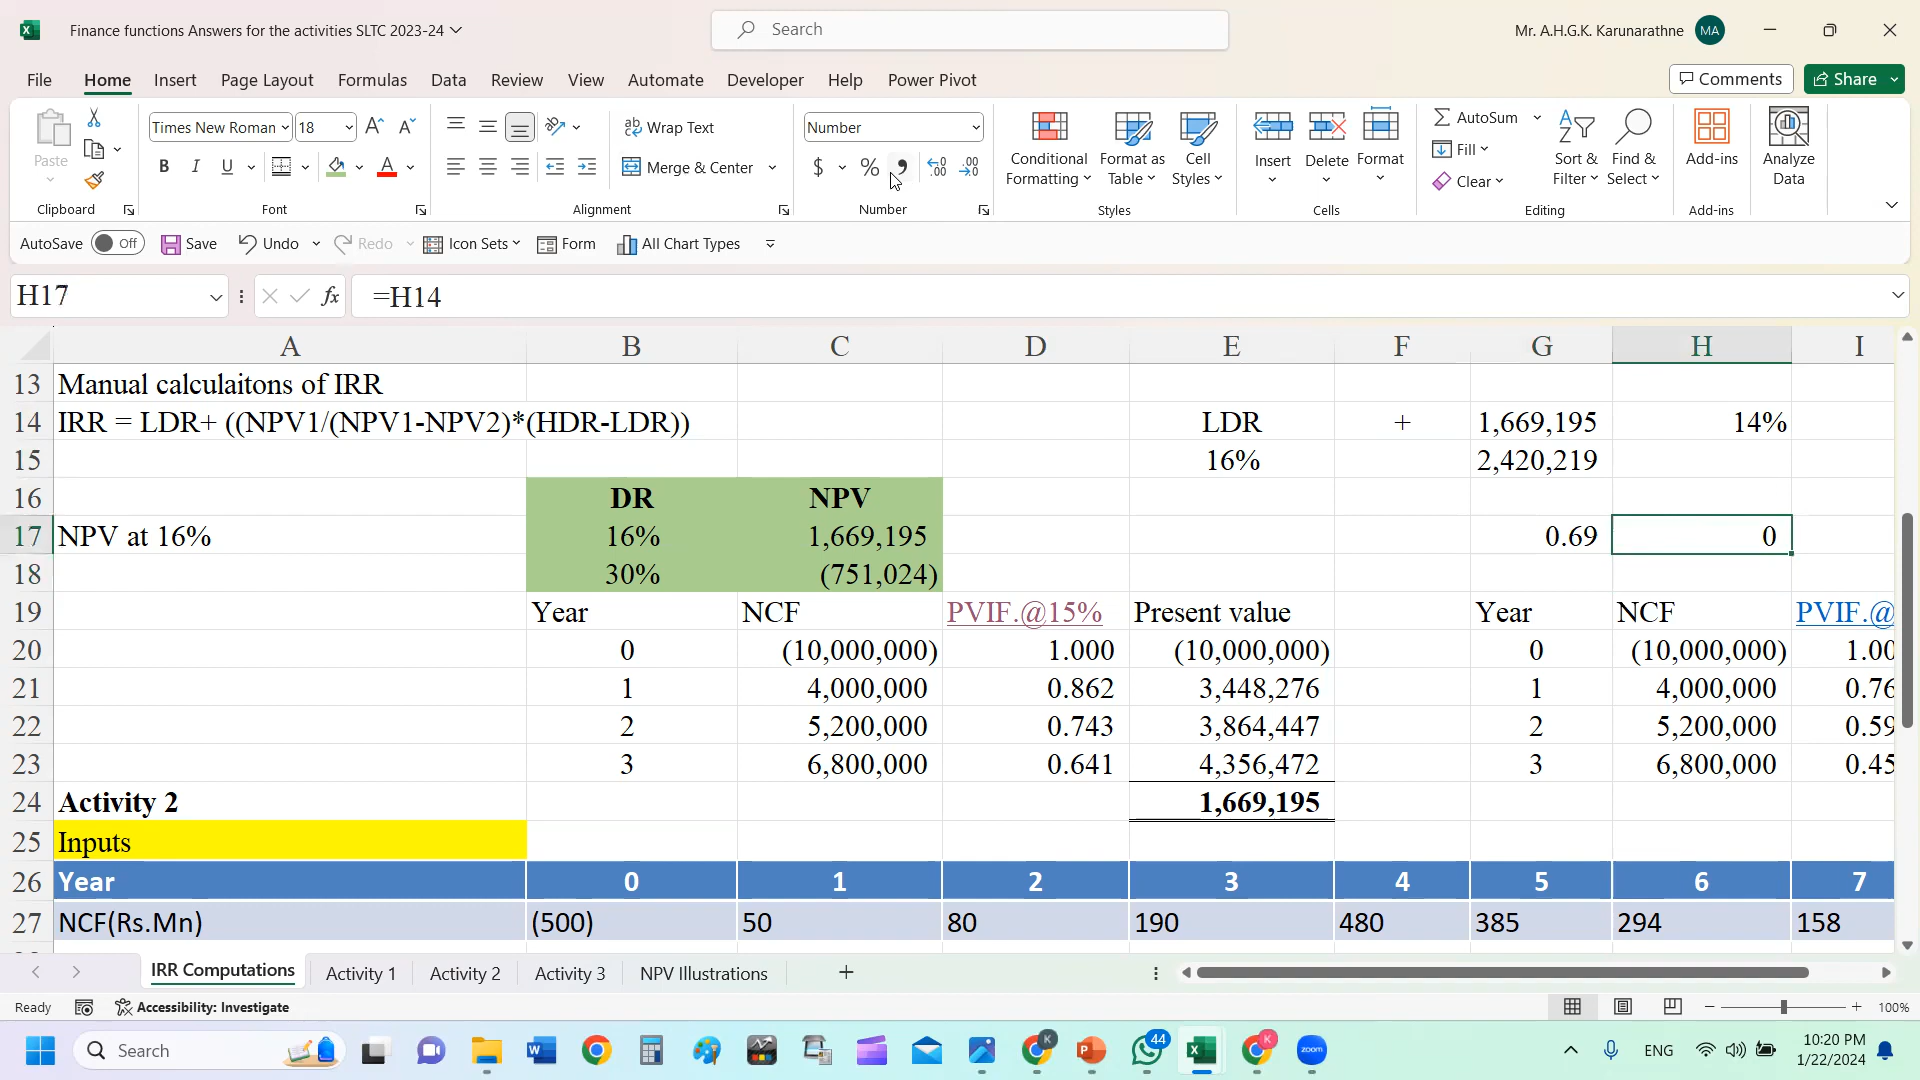 Finance functions Answers for the activities SLTC 2023-24
Search
Mr. A.H.G.K. Karunarathne
MA
File Home Insert Page Layout Formulas Data Review View Automate Developer Help Power Pivot
Comments
Share
Paste
Times New Roman 18
Wrap Text
Merge & Center
Number
Conditional Formatting
Format as Table
Cell Styles
Insert
Delete
Format
AutoSum
Fill
Clear
Sort & Filter
Find & Select
Add-ins
Analyze Data
Clipboard Font Alignment Number Styles Cells Editing Add-ins
AutoSave Off Save Undo Redo Icon Sets Form All Chart Types
H17 fx =H14
A B C D E F G H I
13 Manual calculaitons of IRR
14 IRR = LDR+ ((NPV1/(NPV1-NPV2)*(HDR-LDR)) LDR + 1,669,195 14%
15 16% 2,420,219
16 DR NPV
17 NPV at 16% 16% 1,669,195 0.69 0
18 30% (751,024)
19 Year NCF PVIF.@15% Present value Year NCF PVIF.@
20 0 (10,000,000) 1.000 (10,000,000) 0 (10,000,000) 1.00
21 1 4,000,000 0.862 3,448,276 1 4,000,000 0.76
22 2 5,200,000 0.743 3,864,447 2 5,200,000 0.59
23 3 6,800,000 0.641 4,356,472 3 6,800,000 0.45
24 Activity 2 1,669,195
25 Inputs
26 Year 0 1 2 3 4 5 6 7
27 NCF(Rs.Mn) (500) 50 80 190 480 385 294 158
IRR Computations Activity 1 Activity 2 Activity 3 NPV Illustrations
Ready Accessibility: Investigate 100%
Search
44
zoom
ENG
10:20 PM
1/22/2024